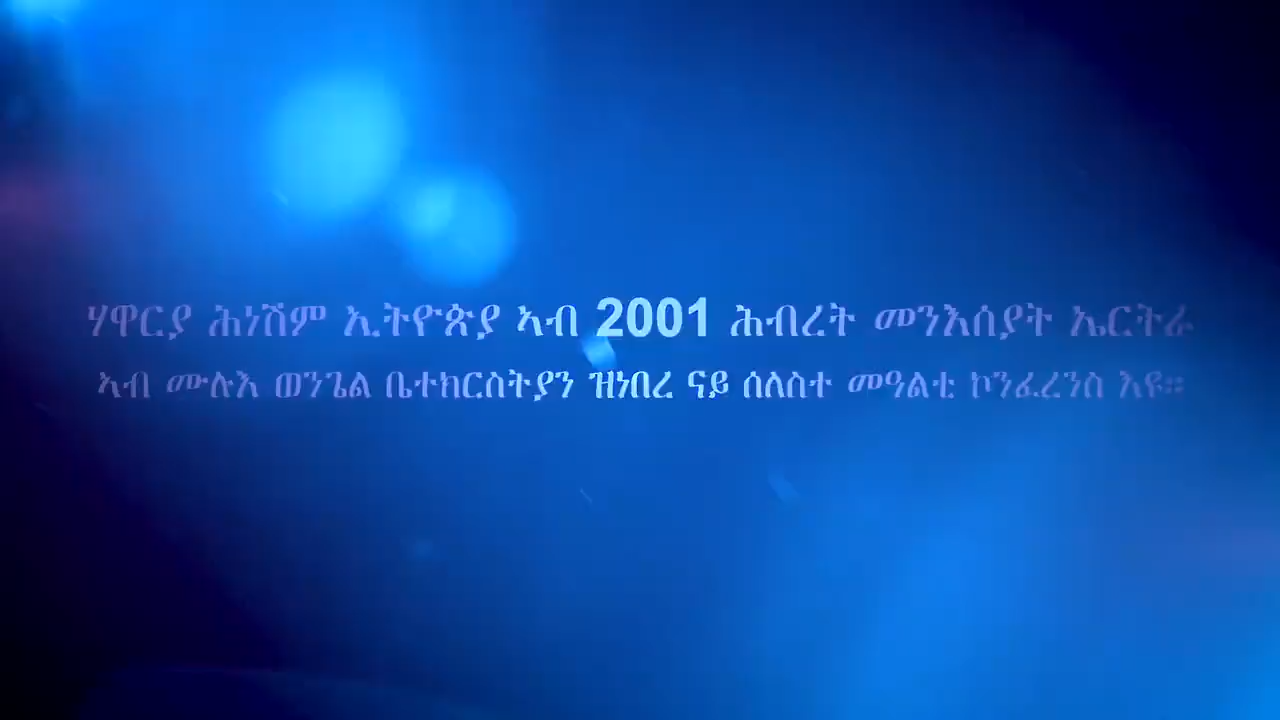 ሃዋርያ ሕነሽም ኢትዮጵያ ኣብ 2001 ሕብረት መንእሰያት ኤርትራ
ኣብ ሙሉእ ወንጌል ቤተክርስትያን ዝነበረ ናይ ሰለስተ መዓልቲ ኮንፈረንስ እዩ።